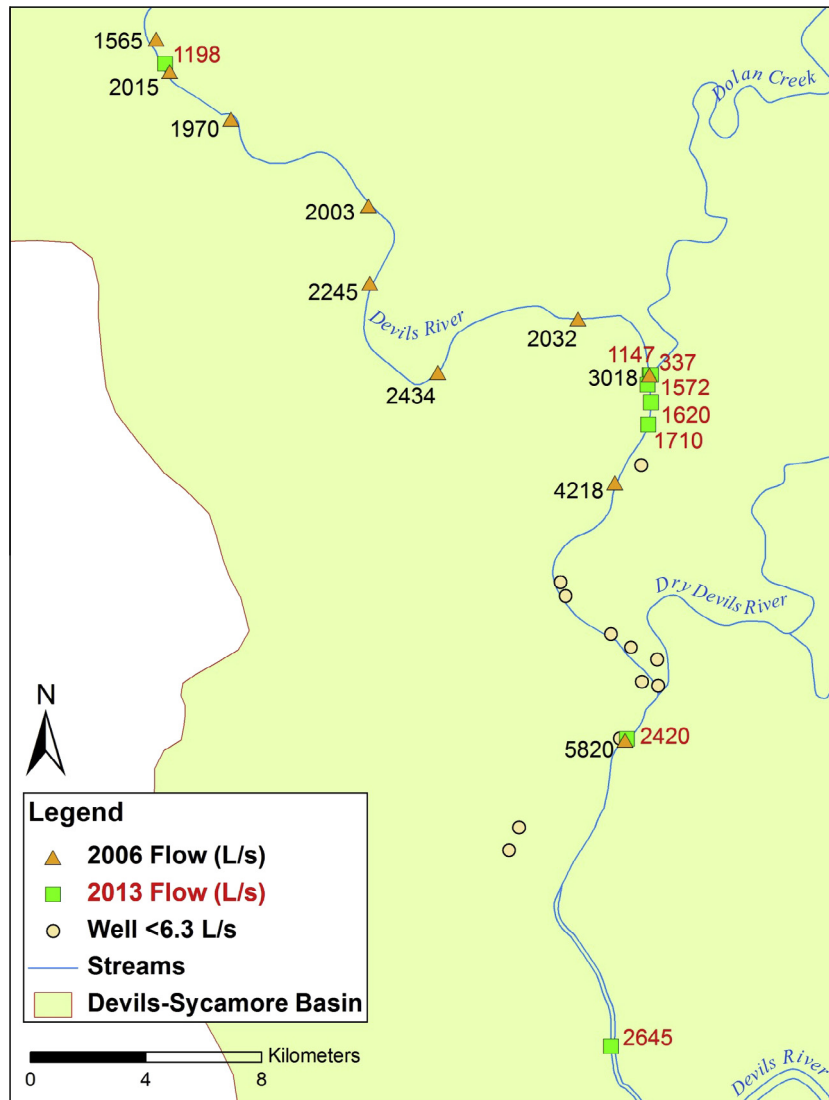 1565
1198
2015
1970
Dolan Creek
2003
2245
Devils River
2032
2434
1147
337
3018
1572
1620
1710
4218
Dry Devils River
5820
2420
N
Legend
2006 Flow (L/s)
2013 Flow (L/s)
Well <6.3 L/s
Streams
Devils-Sycamore Basin
Kilometers
0 4 8
2645
Devils River